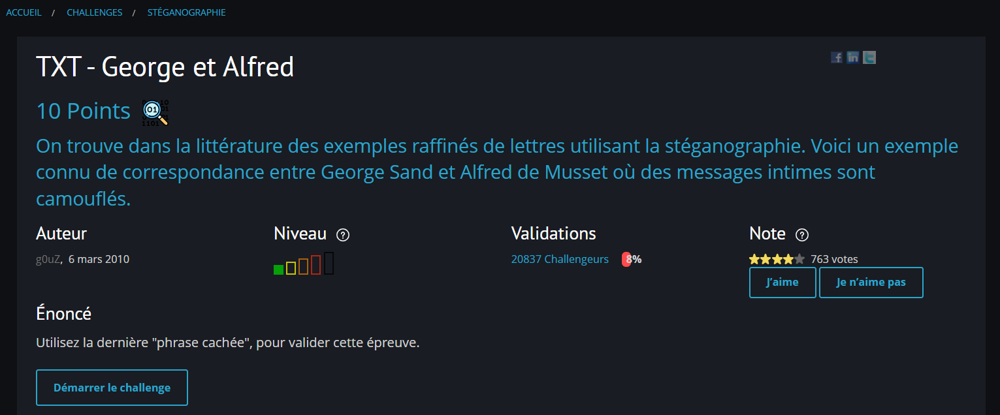 ACCUEIL / CHALLENGES / STÉGANOGRAPHIE
TXT - George et Alfred
10 Points
On trouve dans la littérature des exemples raffinés de lettres utilisant la stéganographie. Voici un exemple
connu de correspondance entre George Sand et Alfred de Musset où des messages intimes sont
camouflés.
Auteur
Niveau ?
Validations
Note ?
g0uZ, 6 mars 2010
20837 Challengeurs 8%
763 votes
J’aime
Je n’aime pas
Énoncé
Utilisez la dernière "phrase cachée", pour valider cette épreuve.
Démarrer le challenge